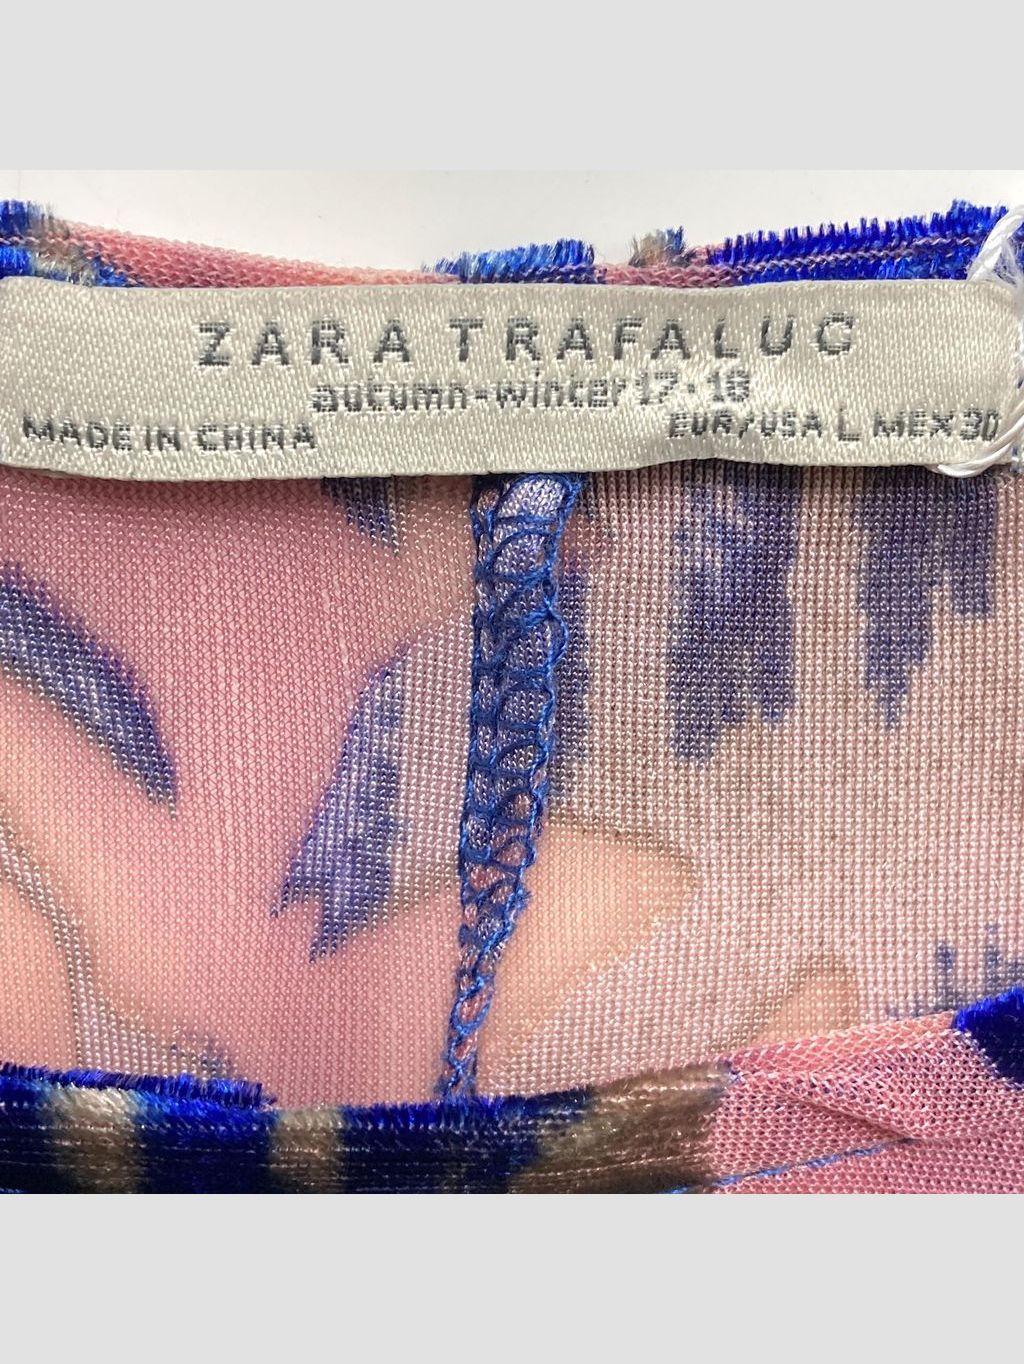 ZARA TRAFALUC
autumn-winter 17·18
MADE IN CHINA EUR/USA L MEX 30